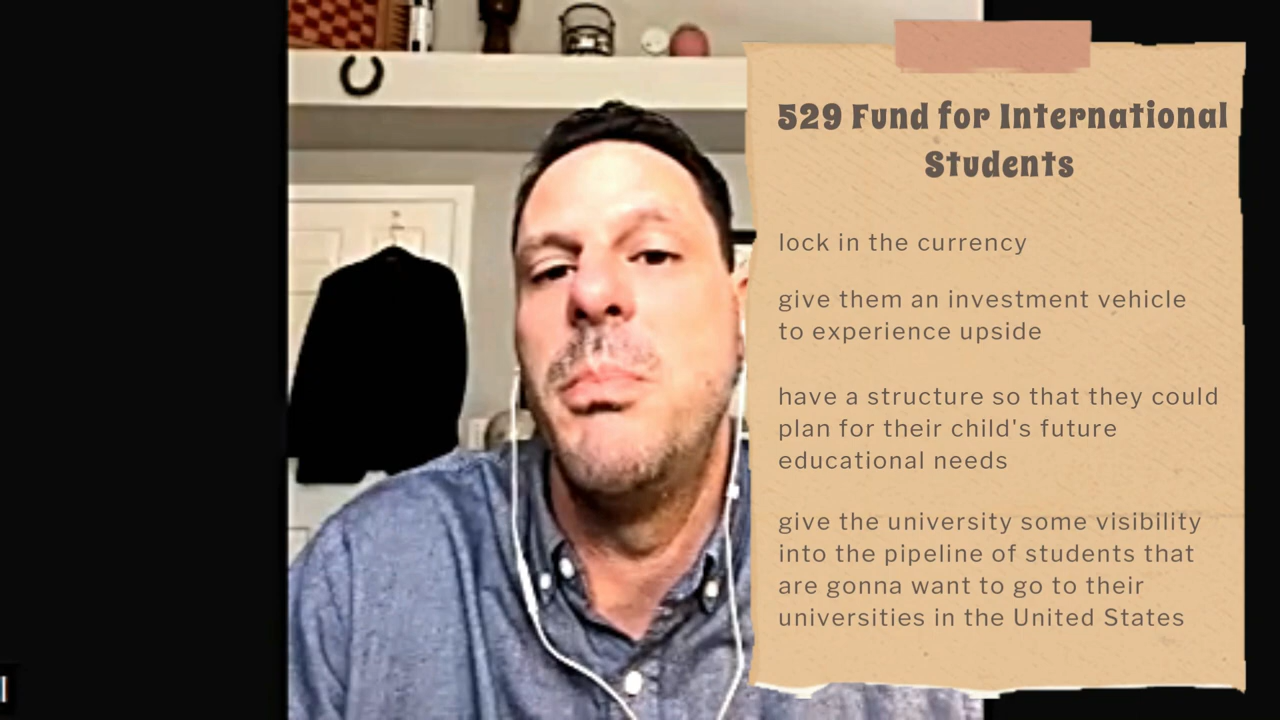 529 Fund for International
Students
lock in the currency
give them an investment vehicle
to experience upside
have a structure so that they could
plan for their child's future
educational needs
give the university some visibility
into the pipeline of students that
are gonna want to go to their
universities in the United States